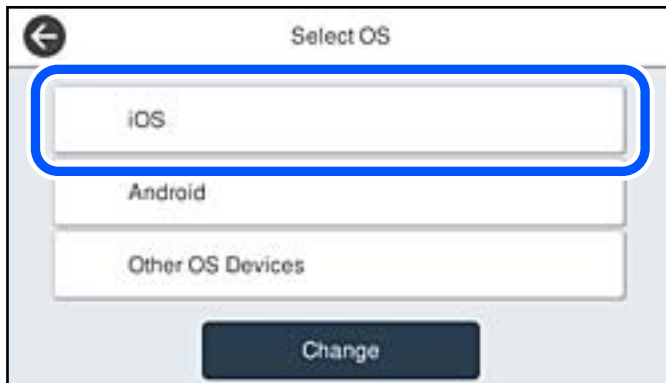 Select OS
iOS
Android
Other OS Devices
Change